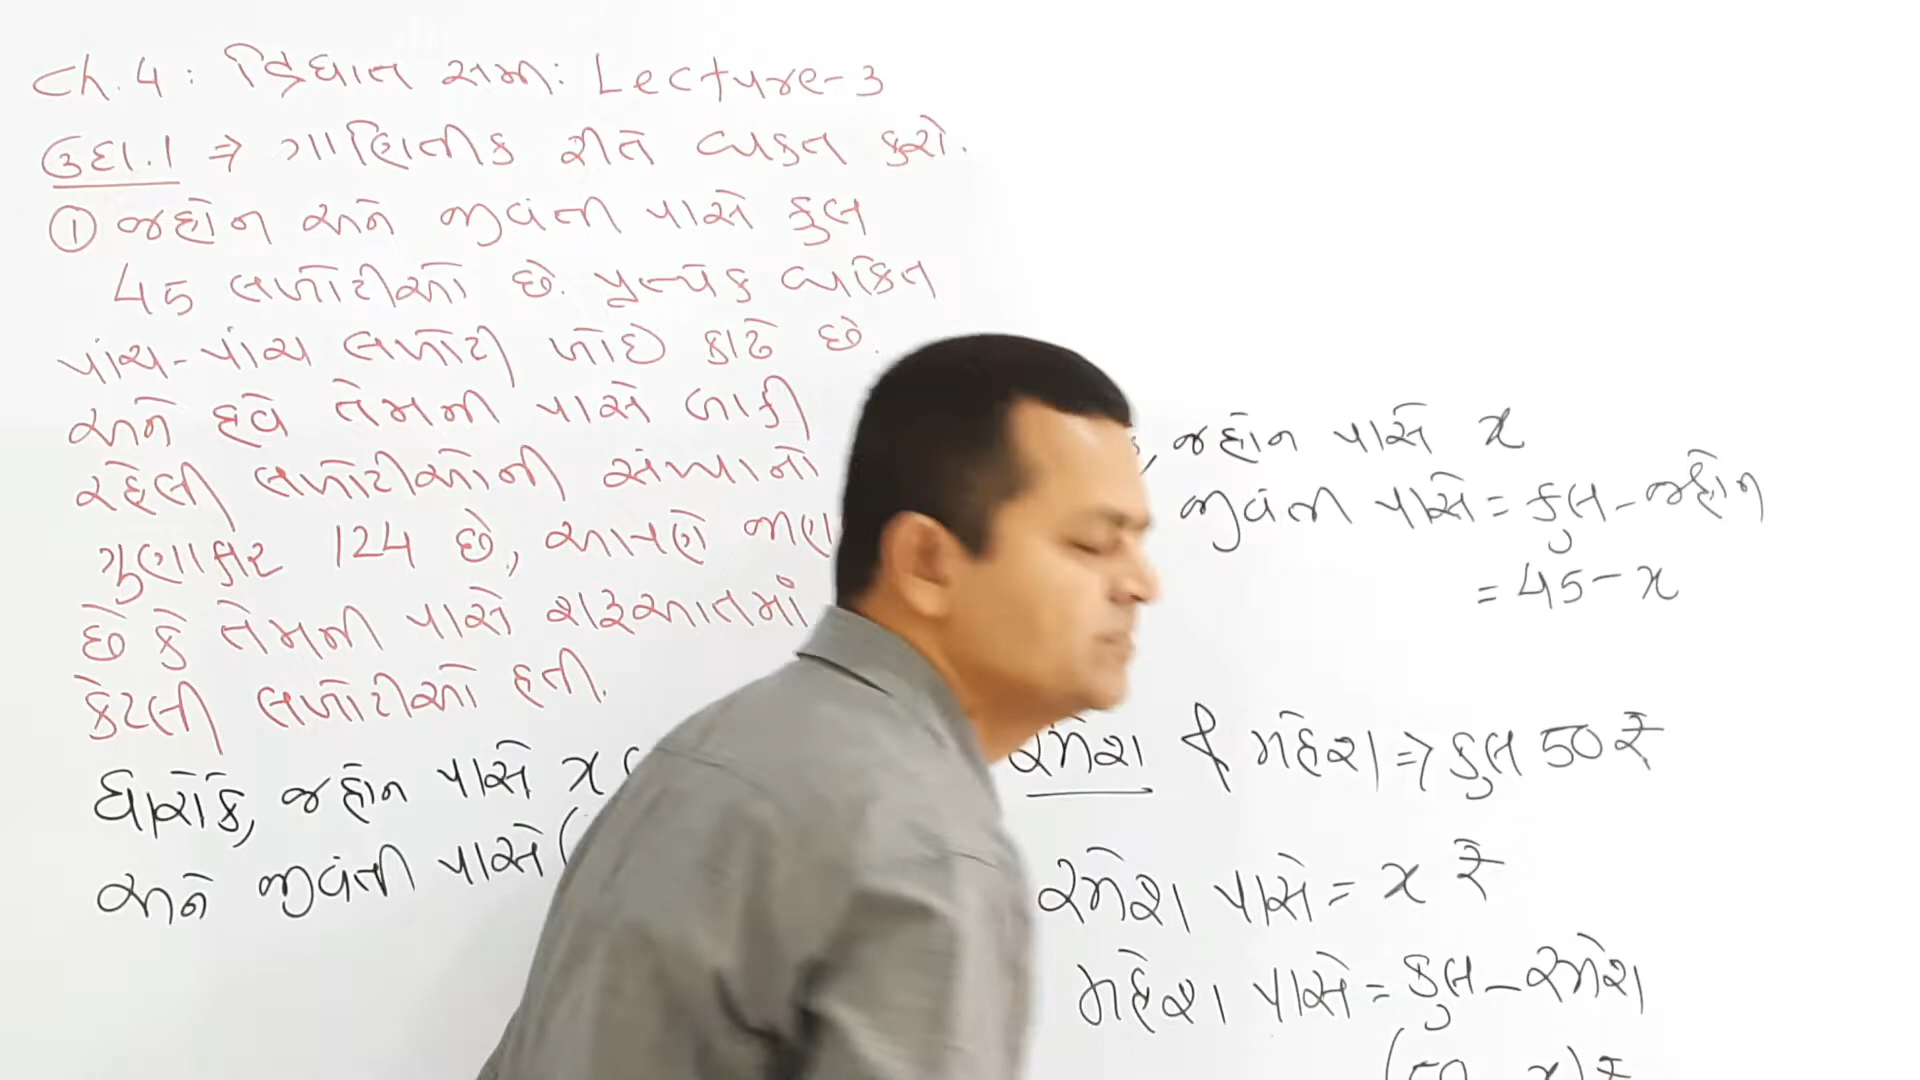 Ch. 4 : દ્વિઘાત સમી: Lecture-3
ઉદા.1 ⇒ ગાણિતીક રીતે વ્યકત કરો.
① જહોન અને જીવંતી પાસે કુલ
45 લખોટીઓ છે. પ્રત્યેક વ્યકિત
પાંચ-પાંચ લખોટી ખોઈ કાઢે છે.
અને હવે તેમની પાસે બાકી
રહેલી લખોટીઓની સંખ્યાનો
ગુણાકાર 124 છે, આપણે
છે કે તેમની પાસે શરૂઆતમાં
કેટલી લખોટીઓ હતી.
ધારોકે, જહોન પાસે x (
અને જીવંતી પાસે (
, જહોન પાસે x
જીવંતી પાસે = કુલ - જહોન
= 45 - x
રમેશ & મહેશ ⇒ કુલ 50 ₹
રમેશ પાસે = x ₹
મહેશ પાસે = કુલ - રમેશ
(50 - x) ₹